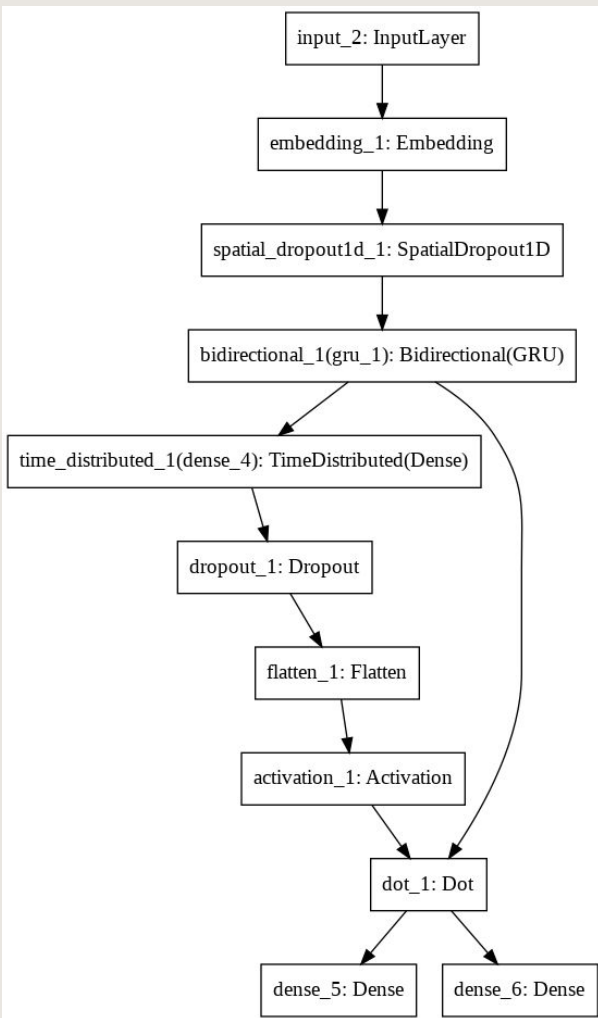 input_2: InputLayer
embedding_1: Embedding
spatial_dropout1d_1: SpatialDropout1D
bidirectional_1(gru_1): Bidirectional(GRU)
time_distributed_1(dense_4): TimeDistributed(Dense)
dropout_1: Dropout
flatten_1: Flatten
activation_1: Activation
dot_1: Dot
dense_5: Dense
dense_6: Dense